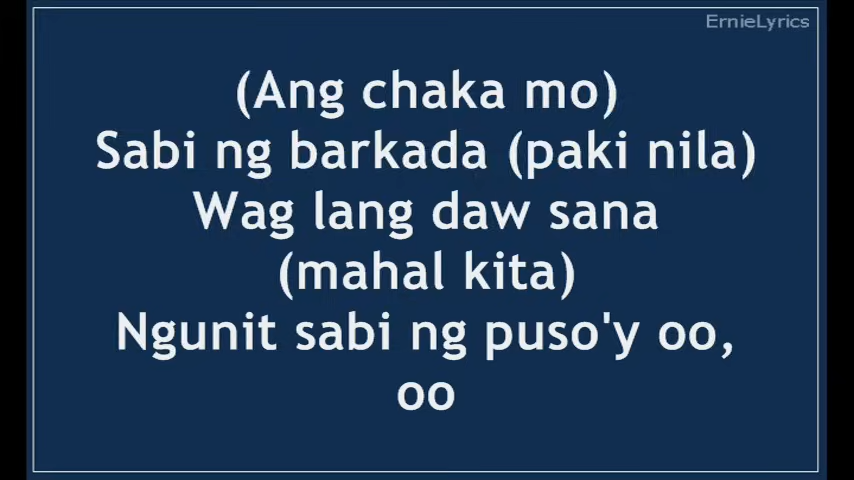 ErnieLyrics
(Ang chaka mo)
Sabi ng barkada (paki nila)
Wag lang daw sana
(mahal kita)
Ngunit sabi ng puso'y oo,
oo